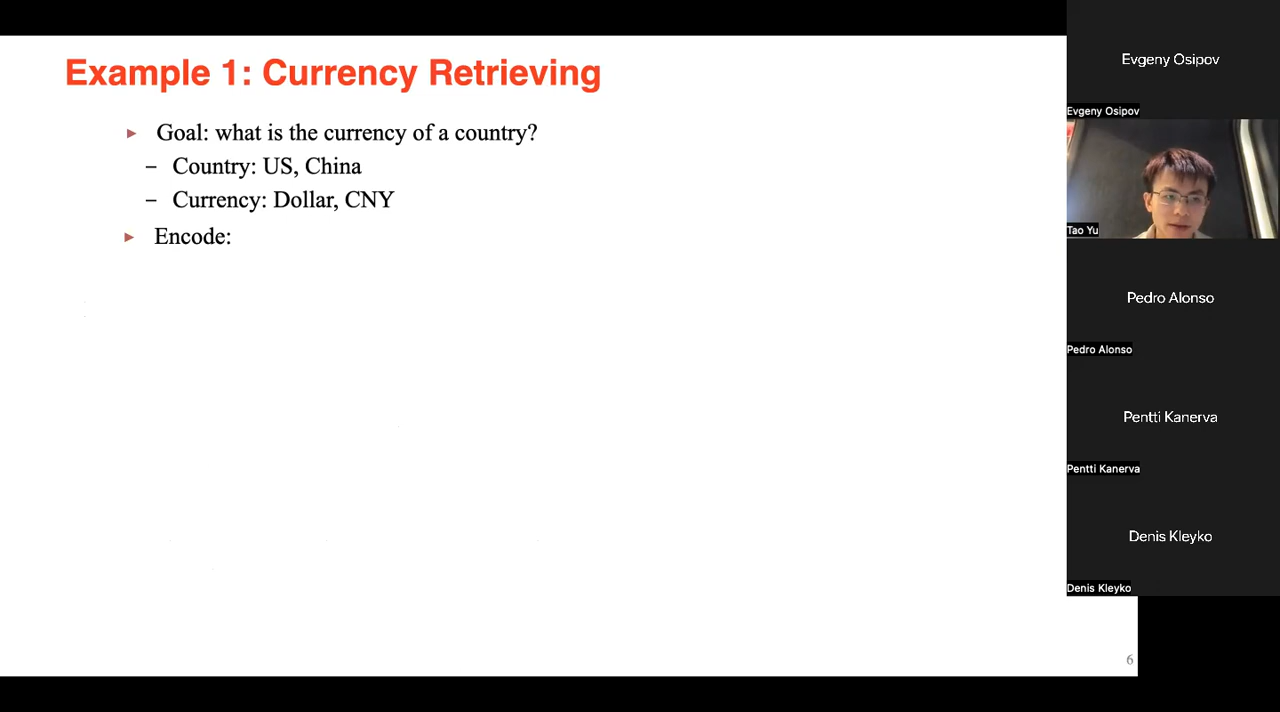 Example 1: Currency Retrieving
► Goal: what is the currency of a country?
– Country: US, China
– Currency: Dollar, CNY
► Encode:
6
Evgeny Osipov
Evgeny Osipov
Tao Yu
Pedro Alonso
Pedro Alonso
Pentti Kanerva
Pentti Kanerva
Denis Kleyko
Denis Kleyko